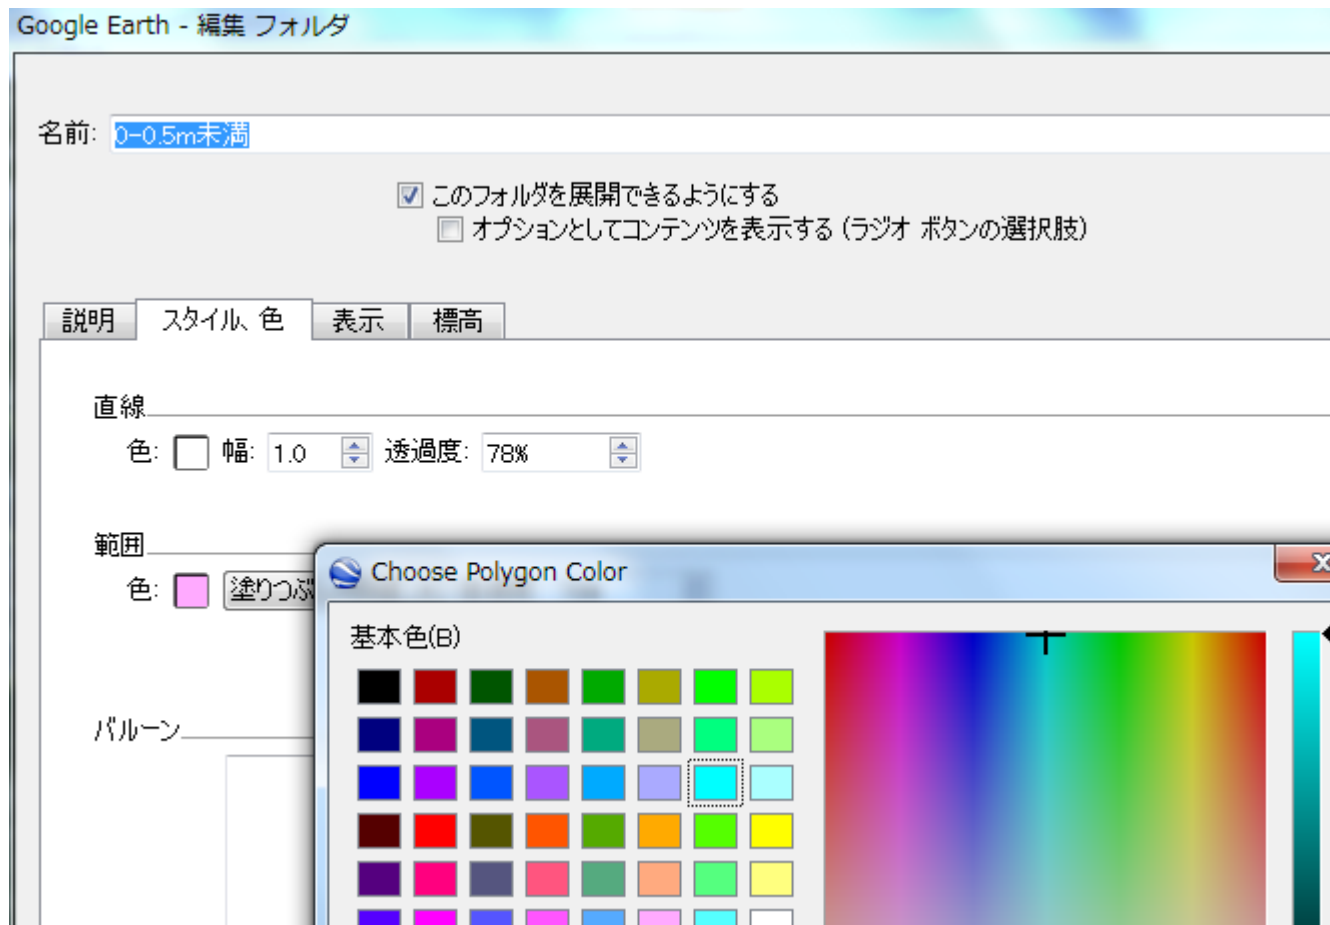 Google Earth - 編集 フォルダ
名前: 0-0.5m未満
このフォルダを展開できるようにする
オプションとしてコンテンツを表示する (ラジオ ボタンの選択肢)
説明 スタイル、色 表示 標高
直線
色: 幅: 1.0 透過度: 78%
範囲
色: 塗りつぶ
Choose Polygon Color
基本色(B)
バルーン